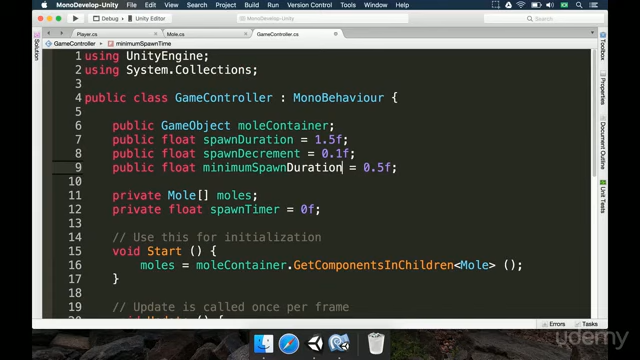 MonoDevelop-Unity File Edit View Search Project Build Run Version Control Tools Window Help
Unity Editor
Search
Player.cs Mole.cs GameController.cs
GameController minimumSpawnTime
Solution
Toolbox
Properties
Document Outline
Unit Tests
1 using UnityEngine;
2 using System.Collections;
3
4 public class GameController : MonoBehaviour {
5
6 public GameObject moleContainer;
7 public float spawnDuration = 1.5f;
8 public float spawnDecrement = 0.1f;
9 public float minimumSpawnDuration = 0.5f;
10
11 private Mole[] moles;
12 private float spawnTimer = 0f;
13
14 // Use this for initialization
15 void Start () {
16 moles = moleContainer.GetComponentsInChildren<Mole> ();
17 }
18
19 // Update is called once per frame
20 void Update () {
Errors Tasks
udemy